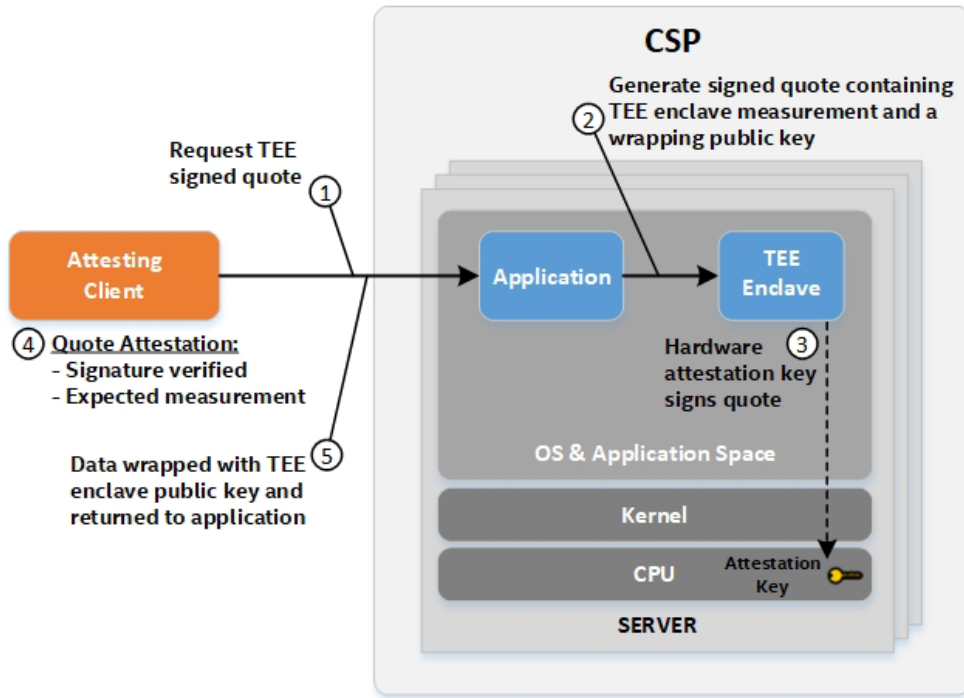 CSP
Generate signed quote containing
TEE enclave measurement and a
wrapping public key
2
Request TEE
signed quote
1
Attesting
Client
Application
TEE
Enclave
4
Quote Attestation:
- Signature verified
- Expected measurement
3
Hardware
attestation key
signs quote
5
Data wrapped with TEE
enclave public key and
returned to application
OS & Application Space
Kernel
CPU
Attestation
Key
SERVER